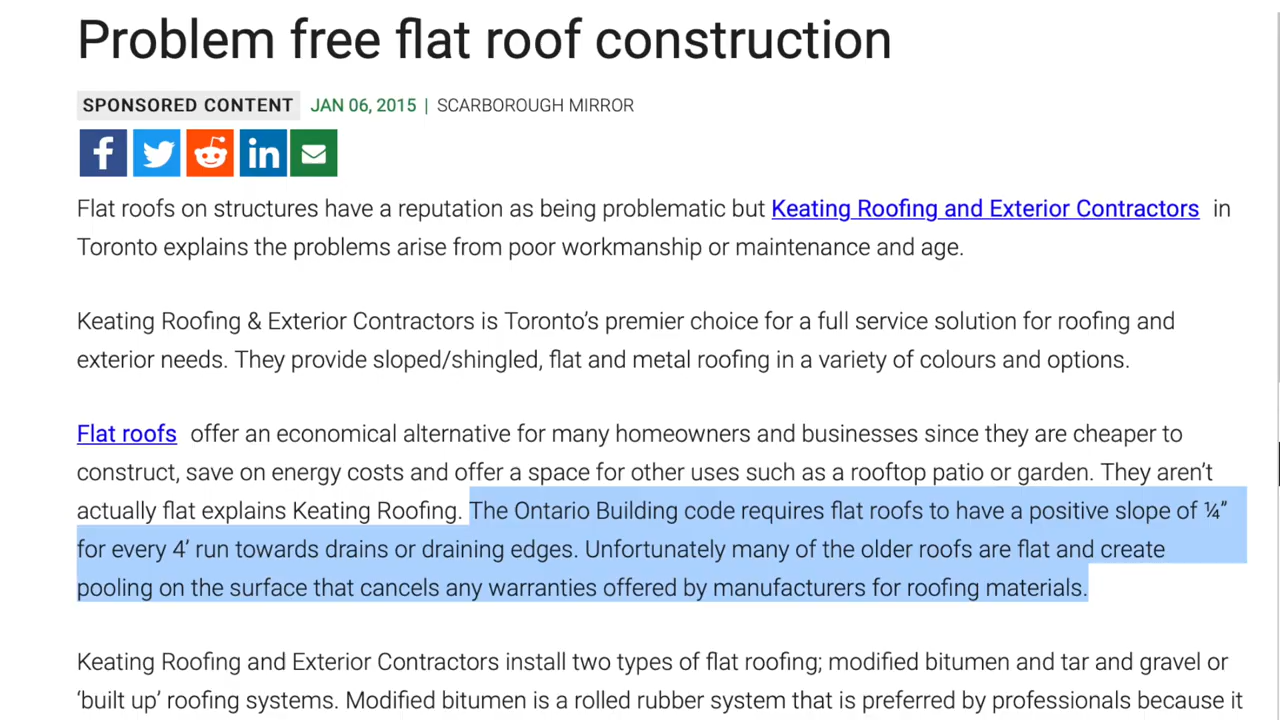 Problem free flat roof construction
SPONSORED CONTENT JAN 06, 2015 | SCARBOROUGH MIRROR
Flat roofs on structures have a reputation as being problematic but Keating Roofing and Exterior Contractors in
Toronto explains the problems arise from poor workmanship or maintenance and age.
Keating Roofing & Exterior Contractors is Toronto's premier choice for a full service solution for roofing and
exterior needs. They provide sloped/shingled, flat and metal roofing in a variety of colours and options.
Flat roofs offer an economical alternative for many homeowners and businesses since they are cheaper to
construct, save on energy costs and offer a space for other uses such as a rooftop patio or garden. They aren't
actually flat explains Keating Roofing. The Ontario Building code requires flat roofs to have a positive slope of ¼”
for every 4’ run towards drains or draining edges. Unfortunately many of the older roofs are flat and create
pooling on the surface that cancels any warranties offered by manufacturers for roofing materials.
Keating Roofing and Exterior Contractors install two types of flat roofing; modified bitumen and tar and gravel or
‘built up’ roofing systems. Modified bitumen is a rolled rubber system that is preferred by professionals because it